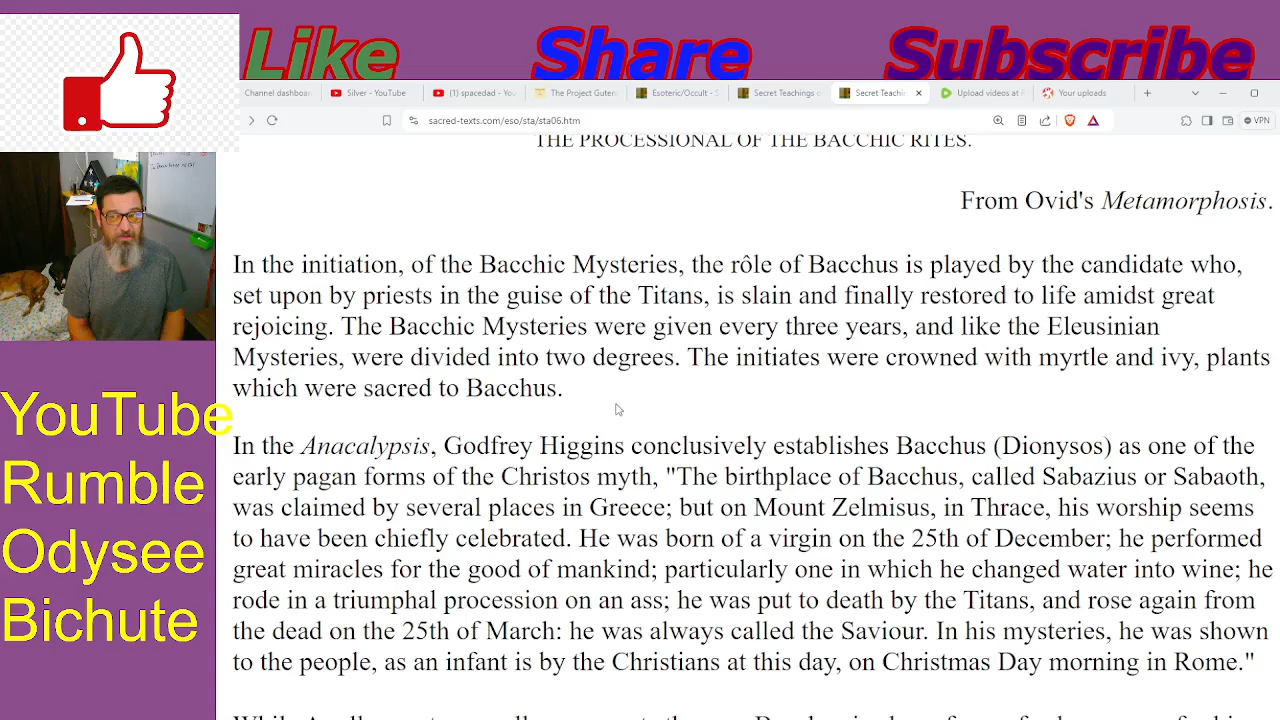 Like Share Subscribe
Channel dashboar
Silver - YouTube
(1) spacedad - You
The Project Guten
Esoteric/Occult - S
Secret Teachings o
Secret Teachin
Upload videos at R
Your uploads
secret-texts.com/eso/sta/sta06.htm
VPN
THE PROCESSIONAL OF THE BACCHIC RITES.
From Ovid's Metamorphosis.
In the initiation, of the Bacchic Mysteries, the rôle of Bacchus is played by the candidate who,
set upon by priests in the guise of the Titans, is slain and finally restored to life amidst great
rejoicing. The Bacchic Mysteries were given every three years, and like the Eleusinian
Mysteries, were divided into two degrees. The initiates were crowned with myrtle and ivy, plants
which were sacred to Bacchus.
In the Anacalypsis, Godfrey Higgins conclusively establishes Bacchus (Dionysos) as one of the
early pagan forms of the Christos myth, "The birthplace of Bacchus, called Sabazius or Sabaoth,
was claimed by several places in Greece; but on Mount Zelmisus, in Thrace, his worship seems
to have been chiefly celebrated. He was born of a virgin on the 25th of December; he performed
great miracles for the good of mankind; particularly one in which he changed water into wine; he
rode in a triumphal procession on an ass; he was put to death by the Titans, and rose again from
the dead on the 25th of March: he was always called the Saviour. In his mysteries, he was shown
to the people, as an infant is by the Christians at this day, on Christmas Day morning in Rome."
YouTube
Rumble
Odysee
Bichute